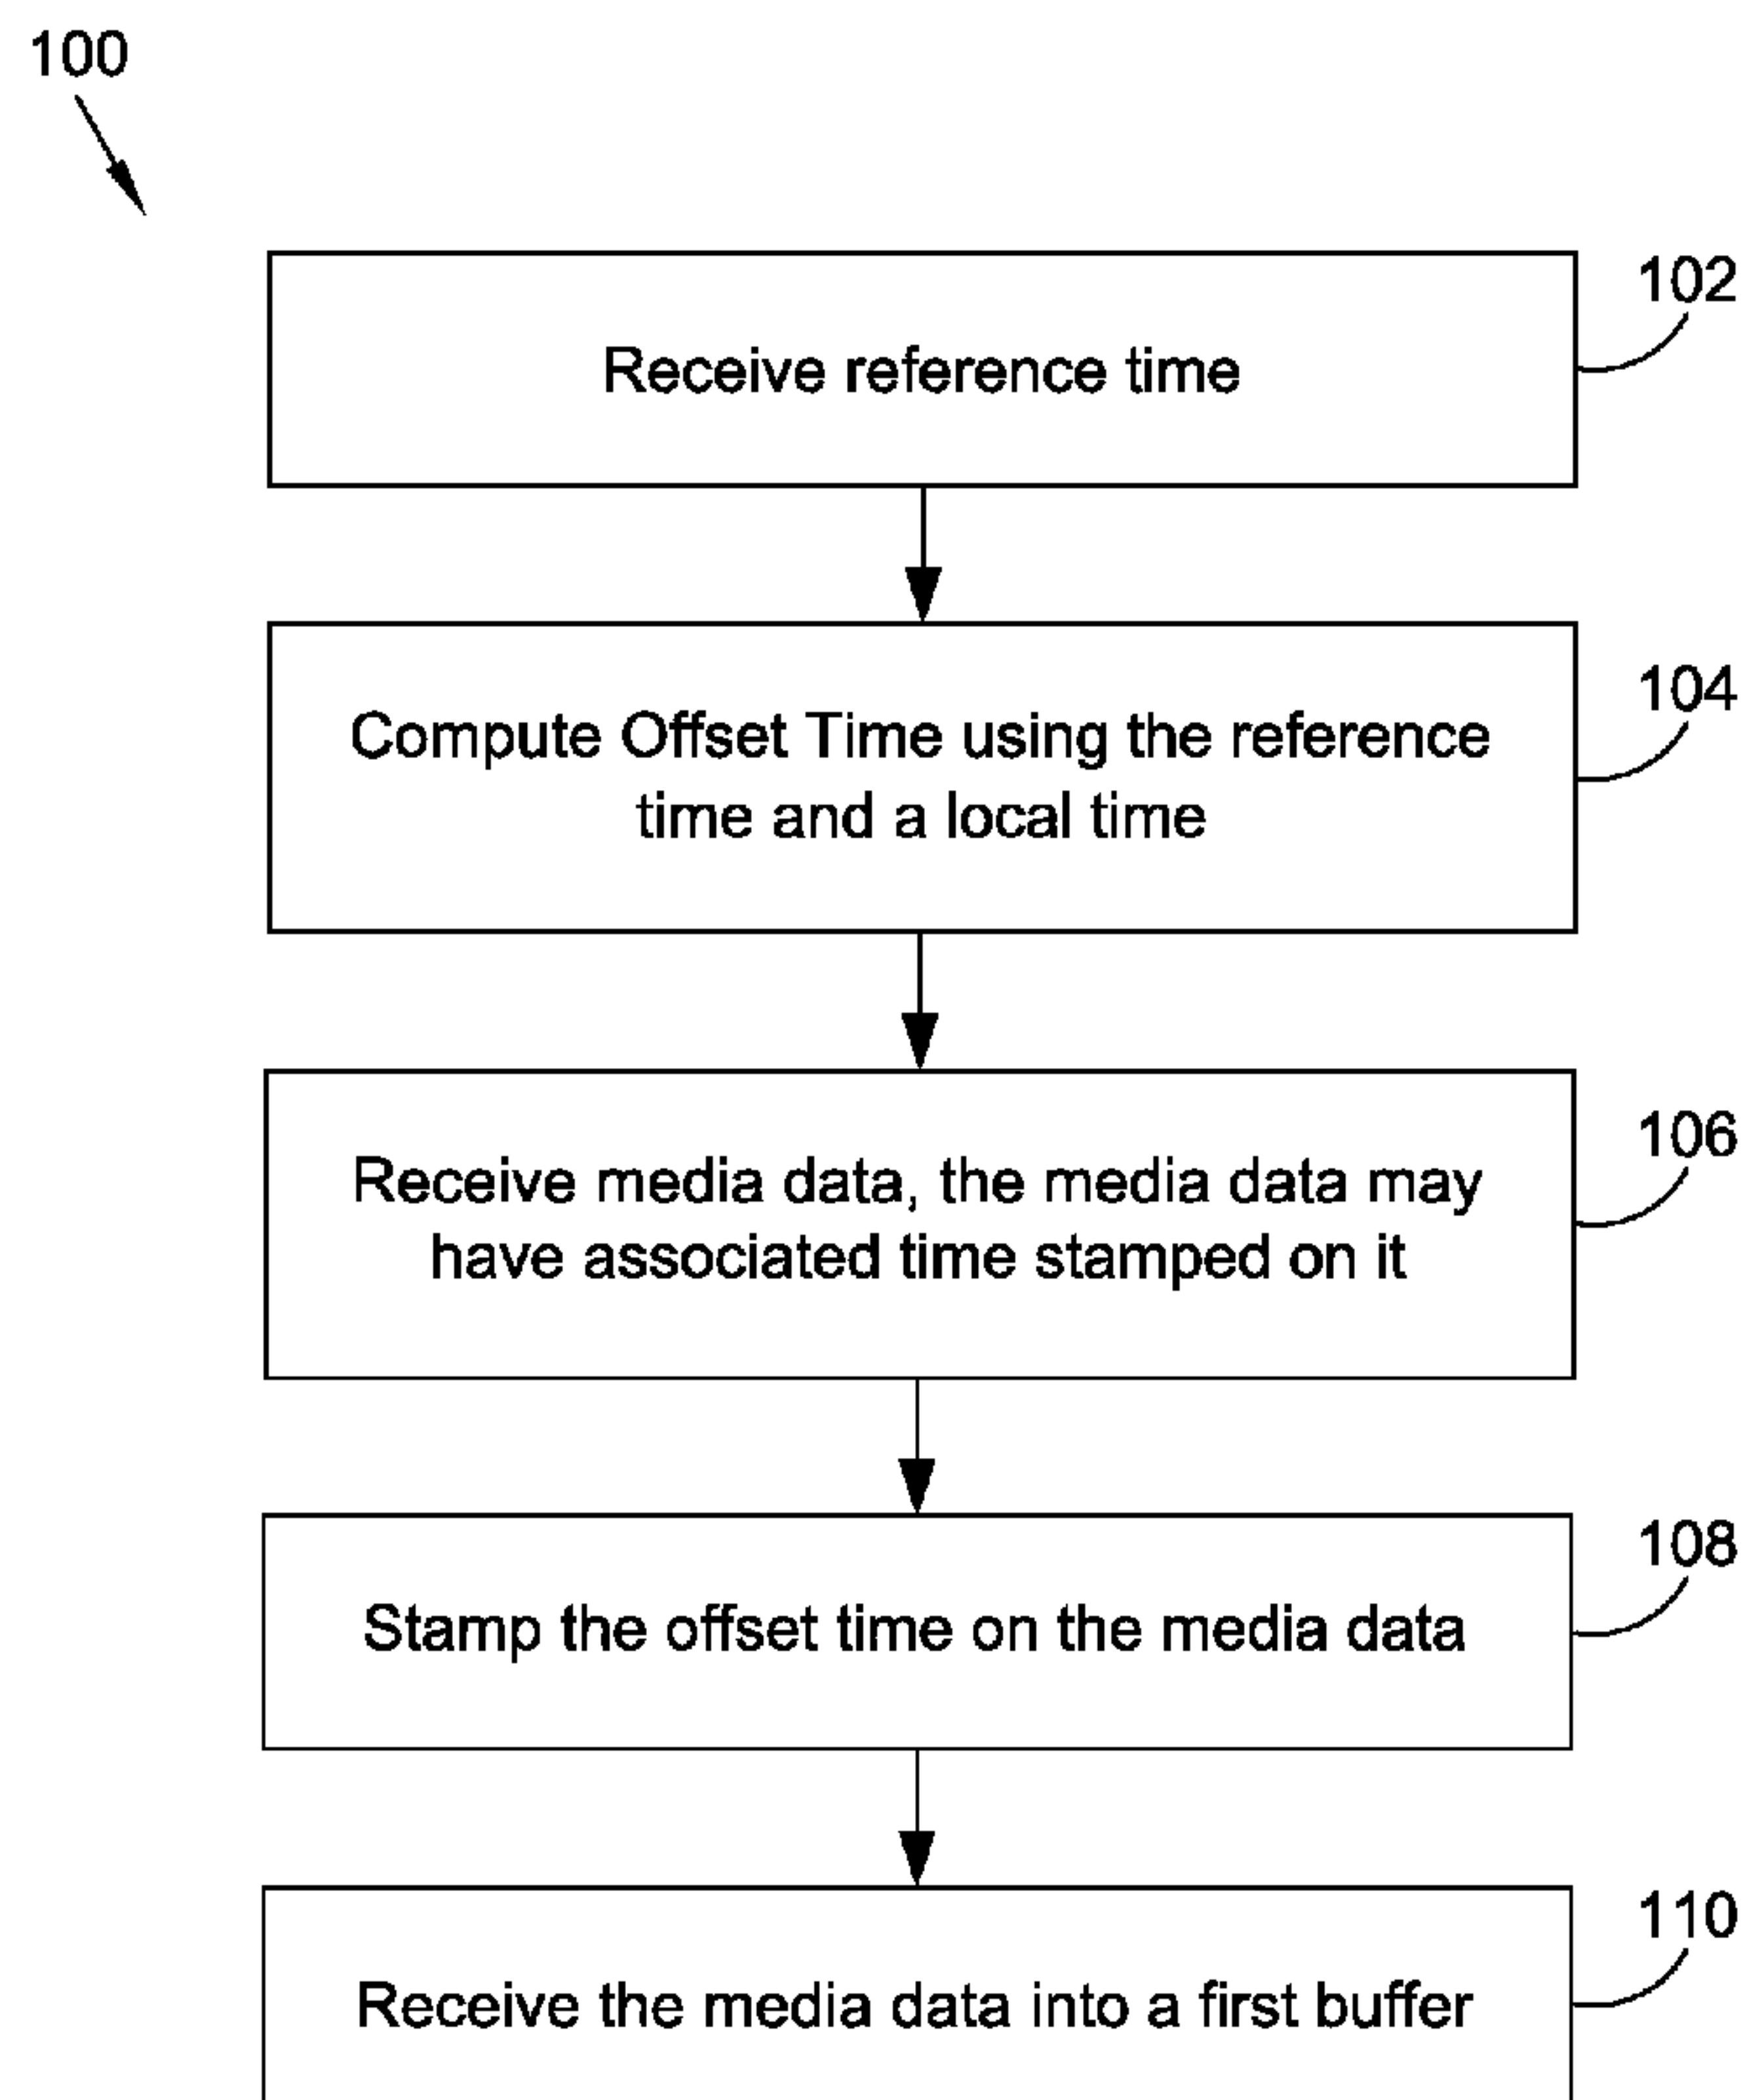 100
102
Receive reference time
104
Compute Offset Time using the reference
time and a local time
106
Receive media data, the media data may
have associated time stamped on it
108
Stamp the offset time on the media data
110
Receive the media data into a first buffer